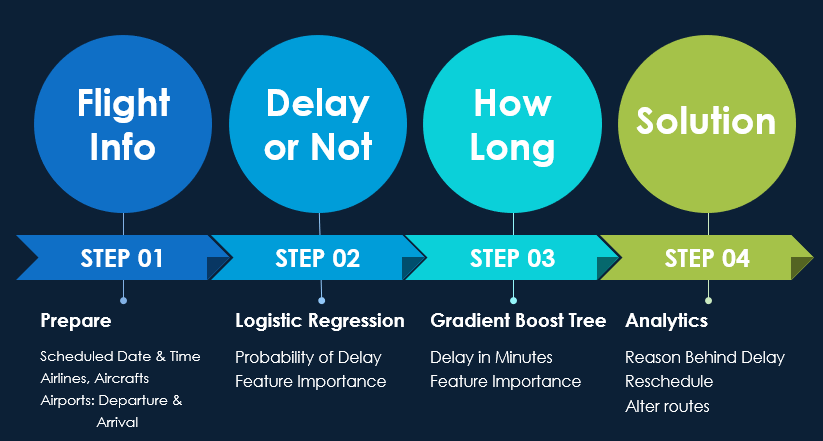 Flight
Info
Delay
or Not
How
Long
Solution
STEP 01
STEP 02
STEP 03
STEP 04
Prepare
Scheduled Date & Time
Airlines, Aircrafts
Airports: Departure &
Arrival
Logistic Regression
Probability of Delay
Feature Importance
Gradient Boost Tree
Delay in Minutes
Feature Importance
Analytics
Reason Behind Delay
Reschedule
Alter routes